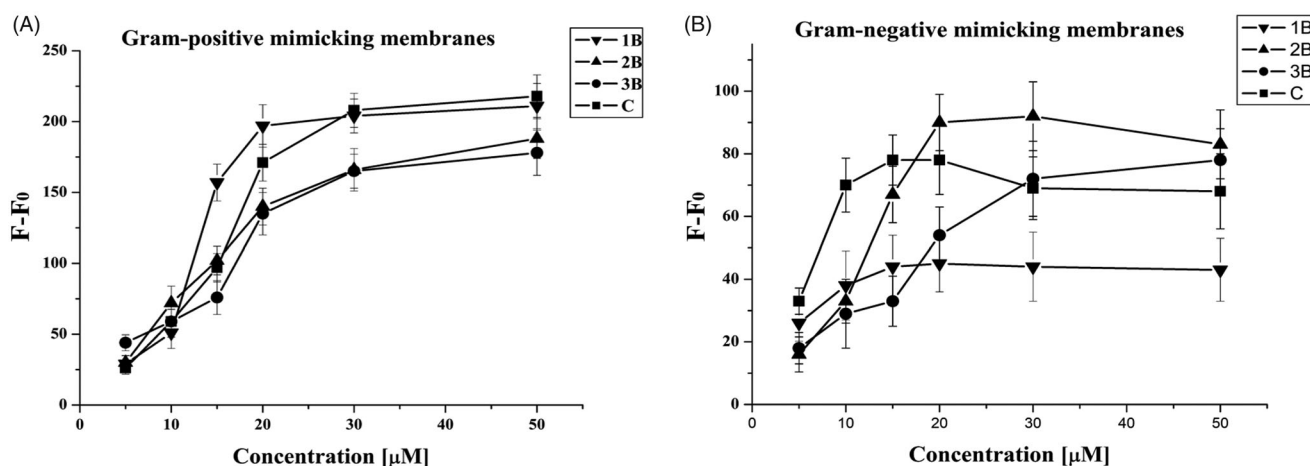 (A)
Gram-positive mimicking membranes
1B
2B
3B
C
250
200
150
100
50
0
F-F0
0 10 20 30 40 50
Concentration [µM]
(B)
Gram-negative mimicking membranes
1B
2B
3B
C
100
80
60
40
20
0
F-F0
0 10 20 30 40 50
Concentration [µM]